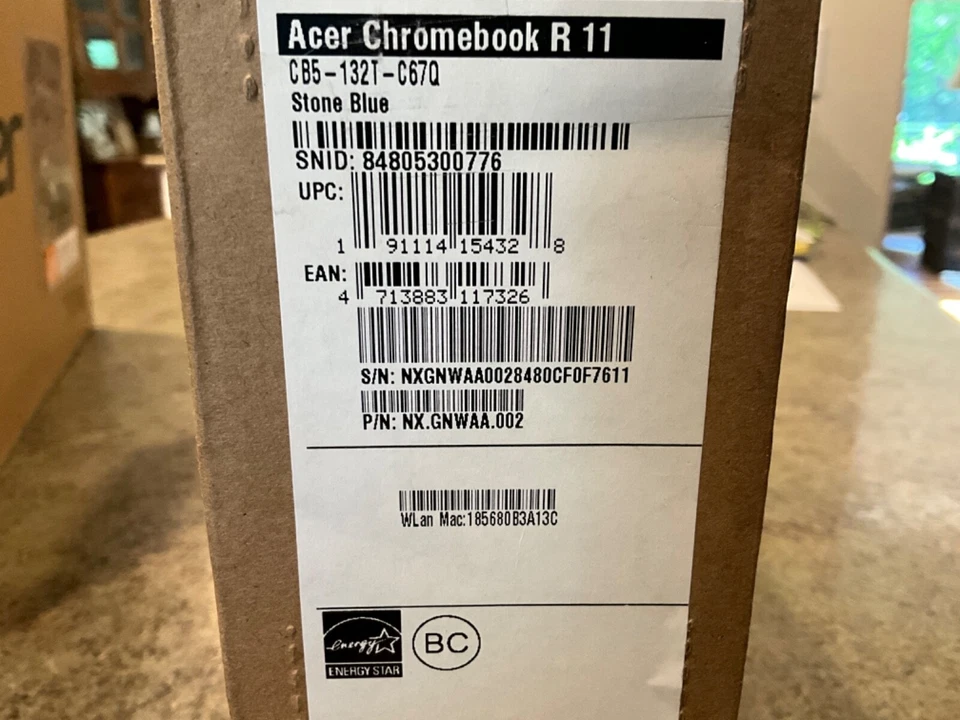 Acer Chromebook R 11
CB5-132T-C67Q
Stone Blue
SNID: 84805300776
UPC:
1 91114 15432 8
EAN:
4 713883 117326
S/N: NXGNWAA0028480CF0F7611
P/N: NX.GNWAA.002
WLan Mac:185680B3A13C
energy
ENERGY STAR
BC